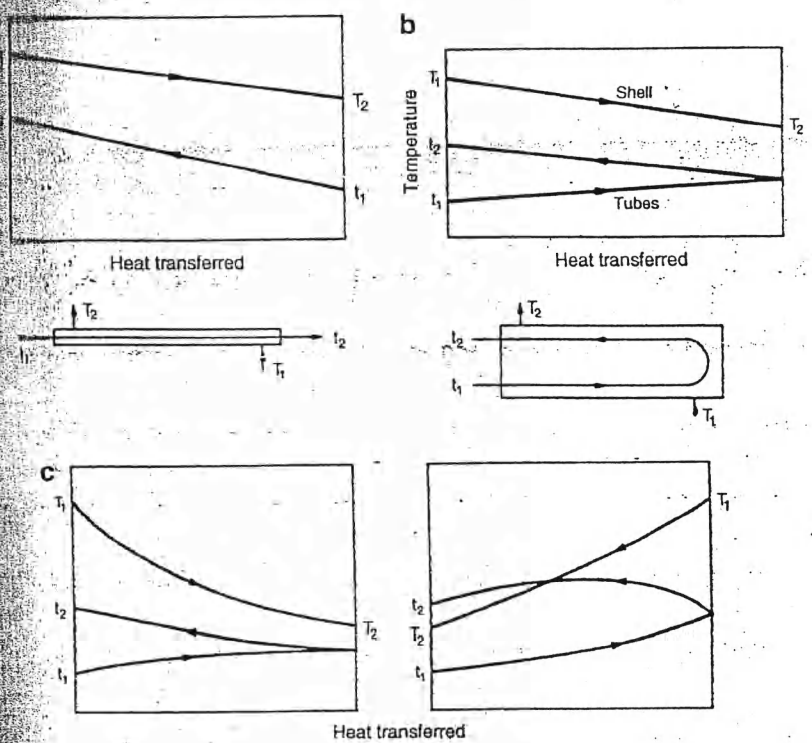 b
T₂
t₁
Heat transferred
Temperature
T₁
t₂
t₁
Shell
Tubes
T₂
Heat transferred
T₂
t₂
T₁
T₂
t₂
t₁
T₁
c
T₁
t₂
t₁
T₂
T₁
t₂
T₂
t₁
Heat transferred